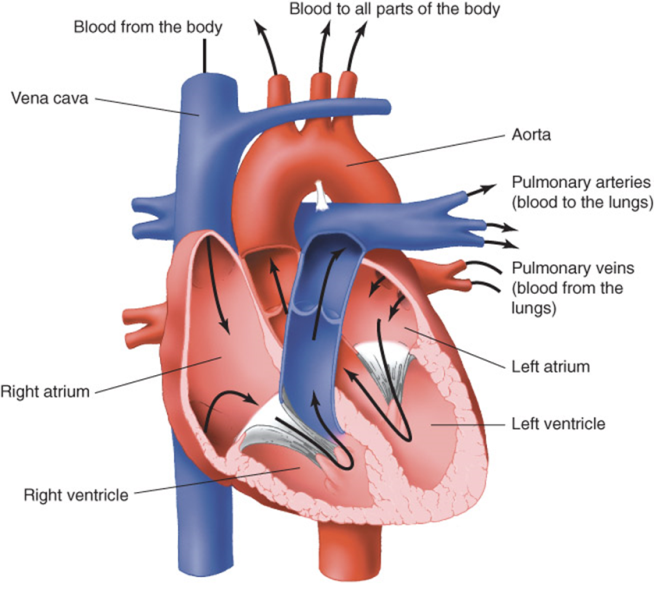 Blood to all parts of the body
Blood from the body
Vena cava
Aorta
Pulmonary arteries
(blood to the lungs)
Pulmonary veins
(blood from the
lungs)
Left atrium
Right atrium
Left ventricle
Right ventricle